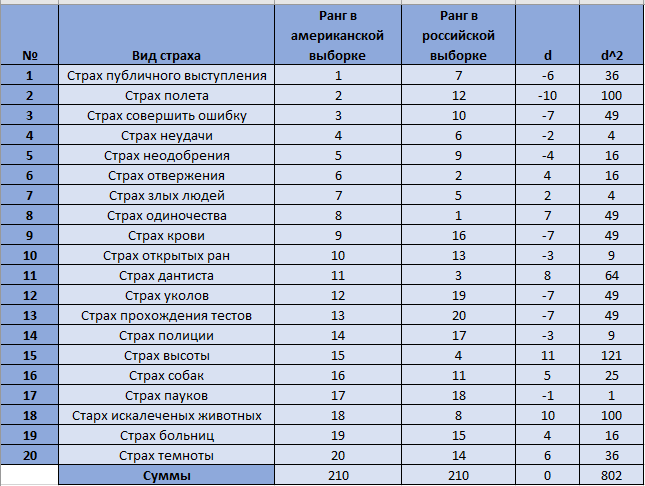 № Вид страха Ранг в американской выборке Ранг в российской выборке d d^2
1 Страх публичного выступления 1 7 -6 36
2 Страх полета 2 12 -10 100
3 Страх совершить ошибку 3 10 -7 49
4 Страх неудачи 4 6 -2 4
5 Страх неодобрения 5 9 -4 16
6 Страх отвержения 6 2 4 16
7 Страх злых людей 7 5 2 4
8 Страх одиночества 8 1 7 49
9 Страх крови 9 16 -7 49
10 Страх открытых ран 10 13 -3 9
11 Страх дантиста 11 3 8 64
12 Страх уколов 12 19 -7 49
13 Страх прохождения тестов 13 20 -7 49
14 Страх полиции 14 17 -3 9
15 Страх высоты 15 4 11 121
16 Страх собак 16 11 5 25
17 Страх пауков 17 18 -1 1
18 Старх искалеченых животных 18 8 10 100
19 Страх больниц 19 15 4 16
20 Страх темноты 20 14 6 36
Суммы 210 210 0 802